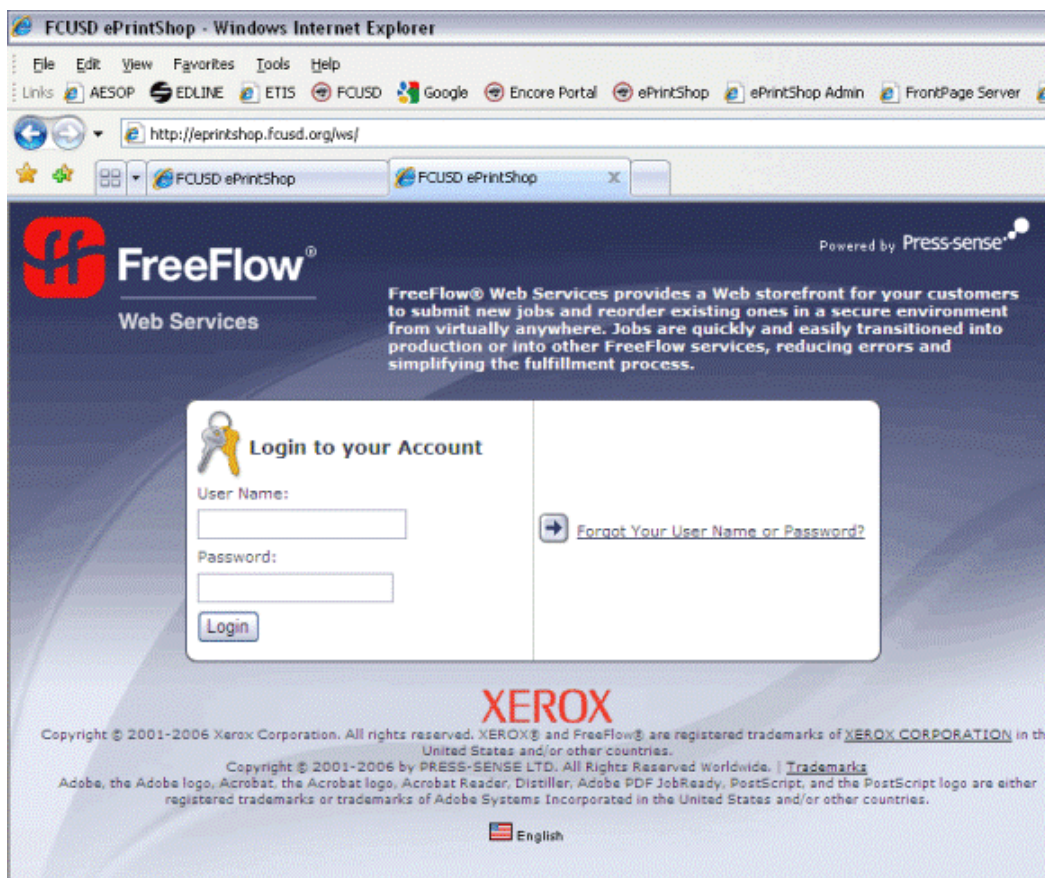 FCUSD ePrintShop - Windows Internet Explorer
File Edit View Favorites Tools Help
Links AESOP EDLINE ETIS FCUSD Google Encore Portal ePrintShop ePrintShop Admin FrontPage Server
http://eprintshop.fcusd.org/ws/
FCUSD ePrintShop FCUSD ePrintShop
FreeFlow®
Web Services
Powered by Press-sense
FreeFlow® Web Services provides a Web storefront for your customers
to submit new jobs and reorder existing ones in a secure environment
from virtually anywhere. Jobs are quickly and easily transitioned into
production or into other FreeFlow services, reducing errors and
simplifying the fulfillment process.
Login to your Account
User Name:
Forgot Your User Name or Password?
Password:
Login
XEROX
Copyright © 2001-2006 Xerox Corporation. All rights reserved. XEROX® and FreeFlow® are registered trademarks of XEROX CORPORATION in th
United States and/or other countries.
Copyright © 2001-2006 by PRESS-SENSE LTD. All Rights Reserved Worldwide. | Trademarks
Adobe, the Adobe logo, Acrobat, the Acrobat logo, Acrobat Reader, Distiller, Adobe PDF JobReady, PostScript, and the PostScript logo are either
registered trademarks or trademarks of Adobe Systems Incorporated in the United States and/or other countries.
English